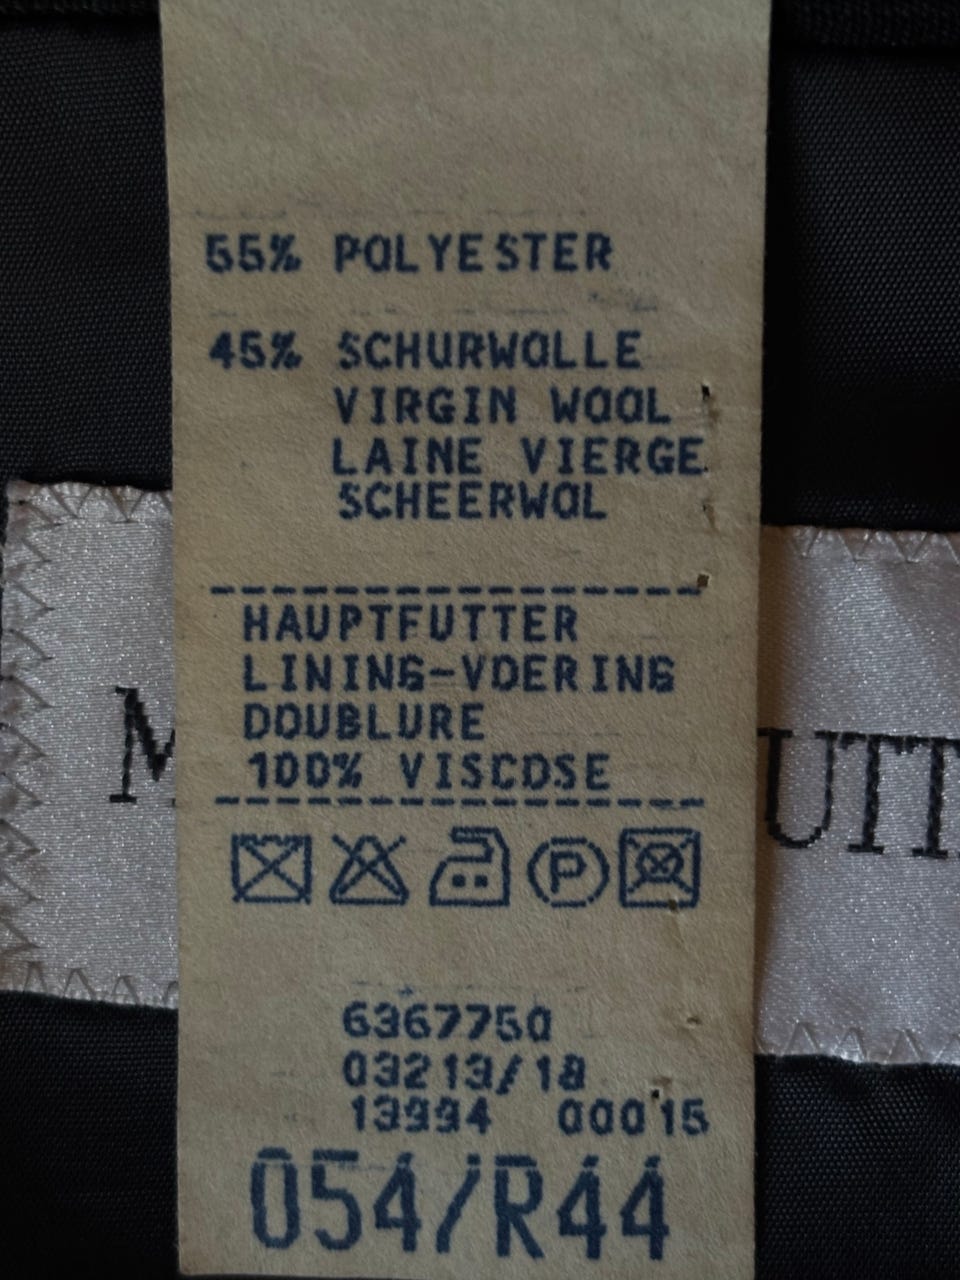 55% POLYESTER
45% SCHURWOLLE
VIRGIN WOOL
LAINE VIERGE
SCHEERWOL
HAUPTFUTTER
LINING-VOERING
DOUBLURE
100% VISCOSE
P
6367750
03213/18
13994 00015
054/R44